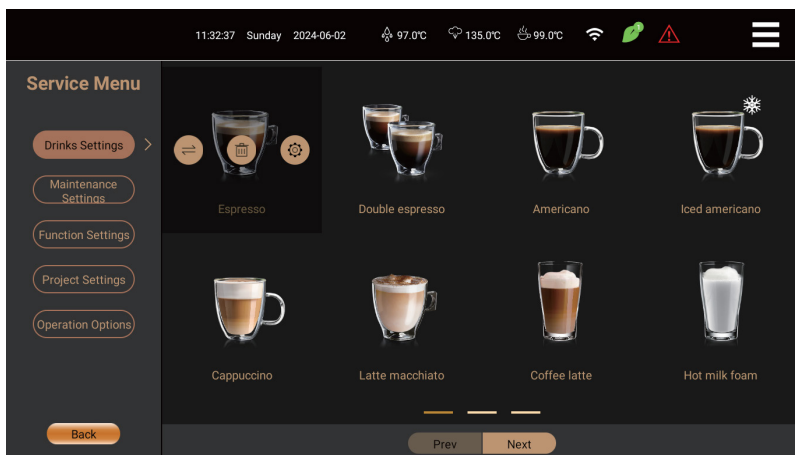 11:32:37 Sunday 2024-06-02 97.0℃ 135.0℃ 99.0℃ 1
Service Menu
Drinks Settings
Maintenance
Settings
Function Settings
Project Settings
Operation Options
Back
Espresso
Double espresso
Americano
Iced americano
Cappuccino
Latte macchiato
Coffee latte
Hot milk foam
Prev
Next